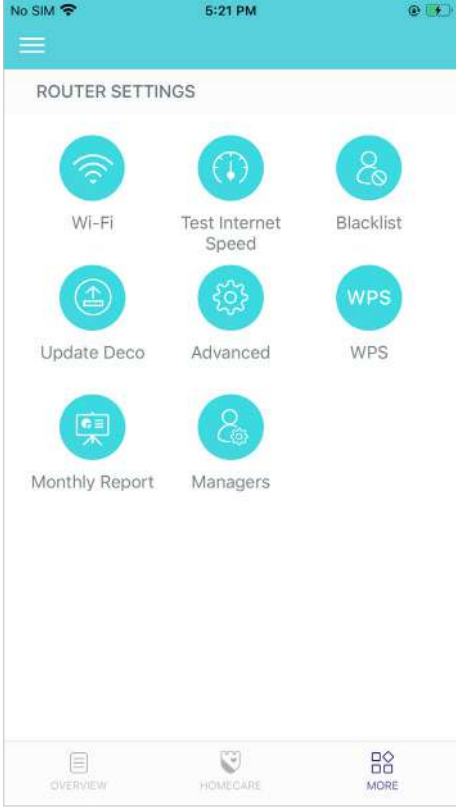 No SIM 5:21 PM
ROUTER SETTINGS
Wi-Fi Test Internet Speed Blacklist
WPS
Update Deco Advanced WPS
Monthly Report Managers
OVERVIEW HOMECARE MORE